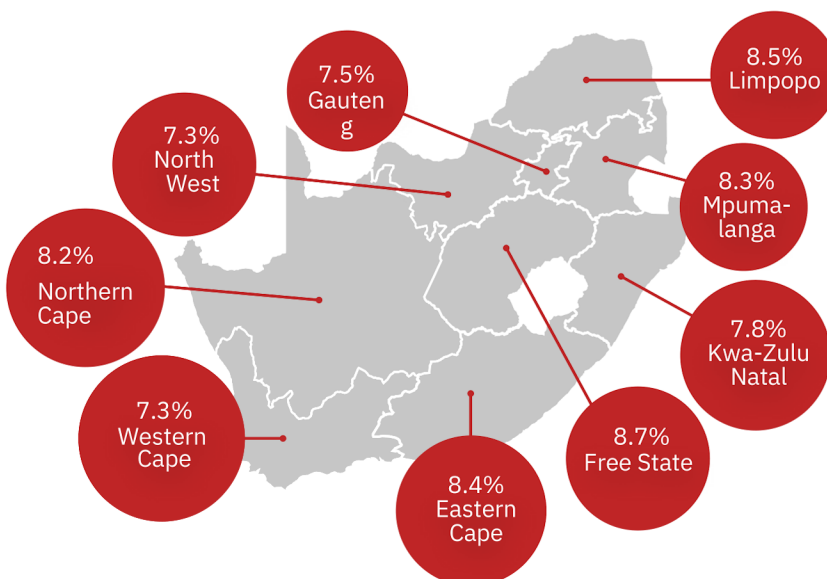 8.5%
Limpopo
7.5%
Gauten
g
7.3%
North
West
8.3%
Mpuma-
langa
8.2%
Northern
Cape
7.8%
Kwa-Zulu
Natal
7.3%
Western
Cape
8.7%
Free State
8.4%
Eastern
Cape